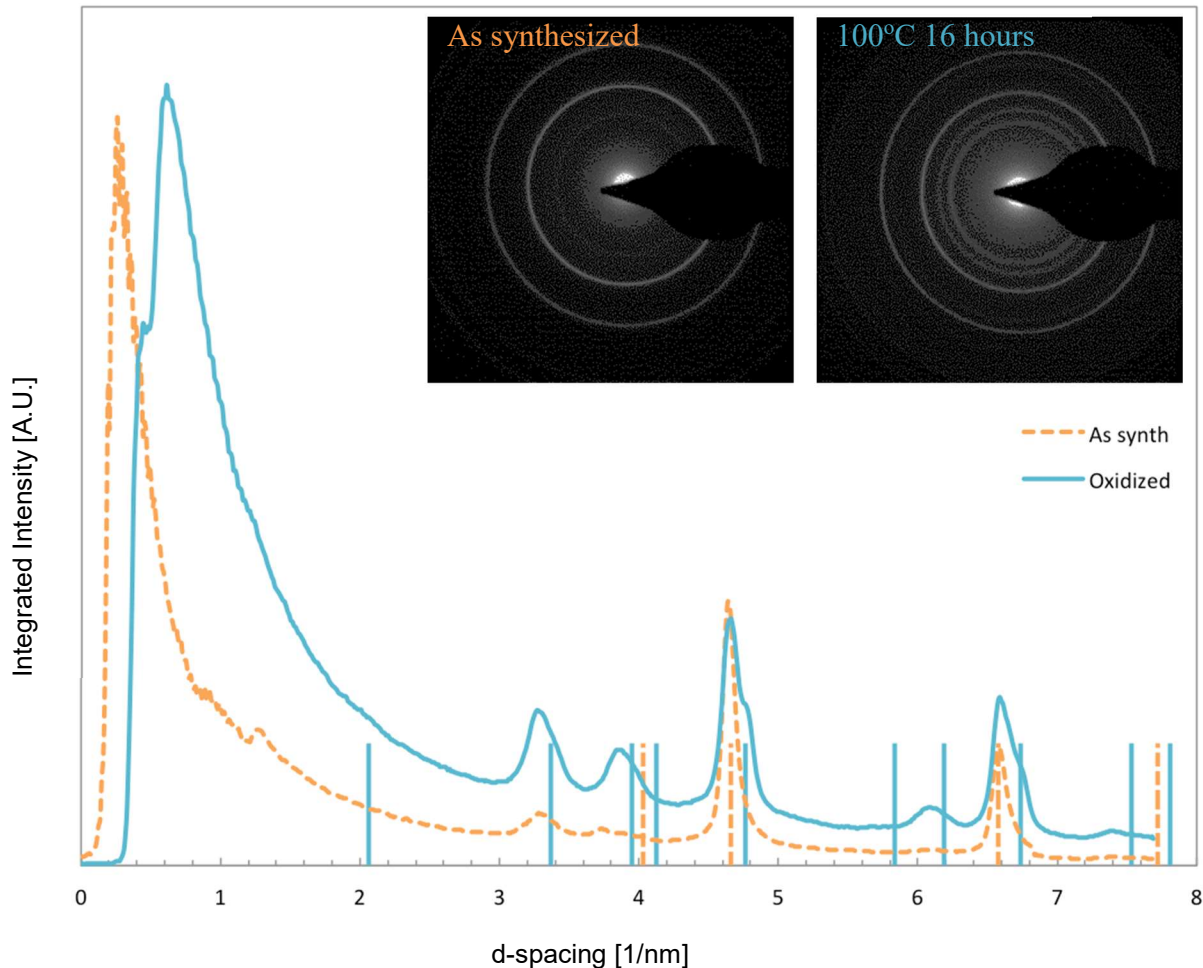 As synthesized
100ºC 16 hours
Integrated Intensity [A.U.]
As synth
Oxidized
0 1 2 3 4 5 6 7 8
d-spacing [1/nm]